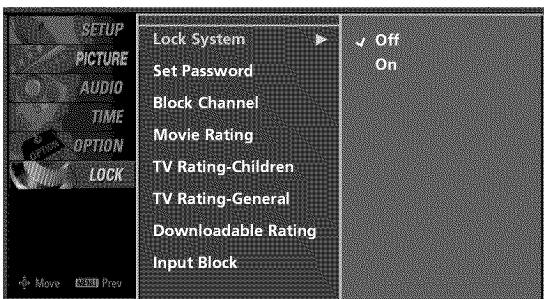 SETUP
PICTURE
AUDIO
TIME
OPTION
OPTION
LOCK
Move MENU Prev
Lock System
Set Password
Block Channel
Movie Rating
TV Rating-Children
TV Rating-General
Downloadable Rating
Input Block
Off
On